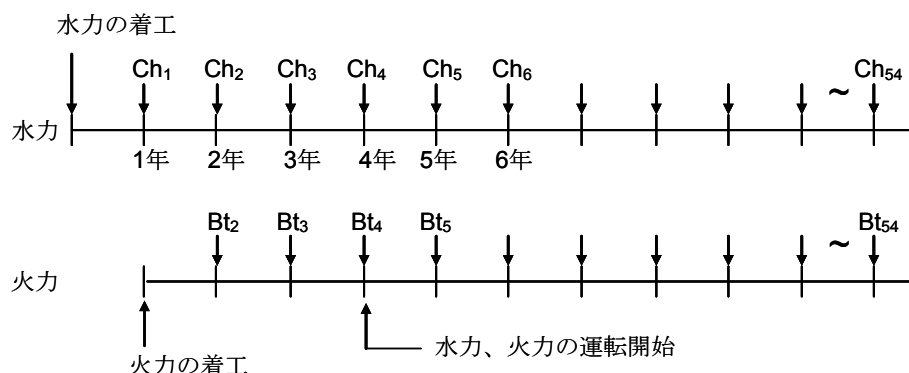 水力の着工
Ch₁ Ch₂ Ch₃ Ch₄ Ch₅ Ch₆ ~ Ch₅₄
水力
1年 2年 3年 4年 5年 6年
Bt₂ Bt₃ Bt₄ Bt₅ ~ Bt₅₄
火力
水力、火力の運転開始
火力の着工